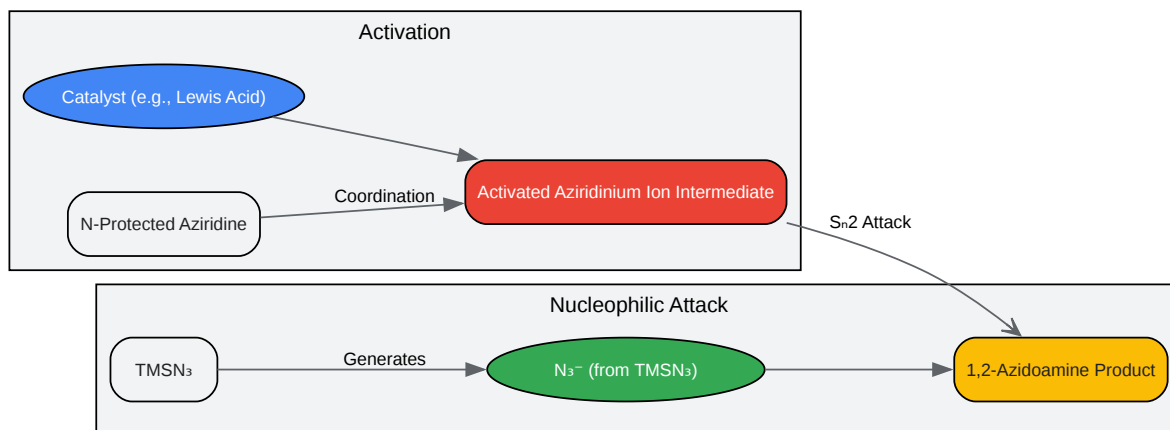 Activation
Catalyst (e.g., Lewis Acid)
Coordination
Activated Aziridinium Ion Intermediate
N-Protected Aziridine
Sₙ2 Attack
Nucleophilic Attack
TMSN₃
Generates
N₃⁻ (from TMSN₃)
1,2-Azidoamine Product